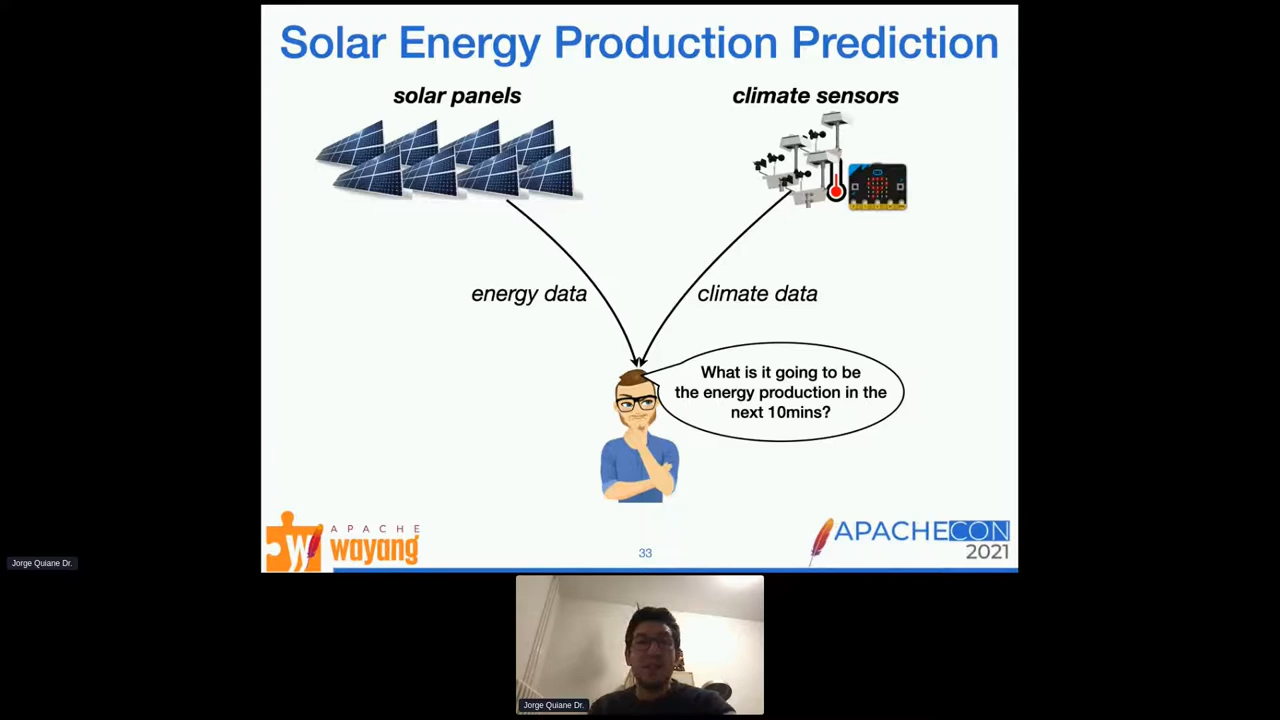 Solar Energy Production Prediction
solar panels
climate sensors
energy data
climate data
What is it going to be
the energy production in the
next 10mins?
APACHE
wayang
W
33
APACHECON
2021
Jorge Quiane Dr.
Jorge Quiane Dr.